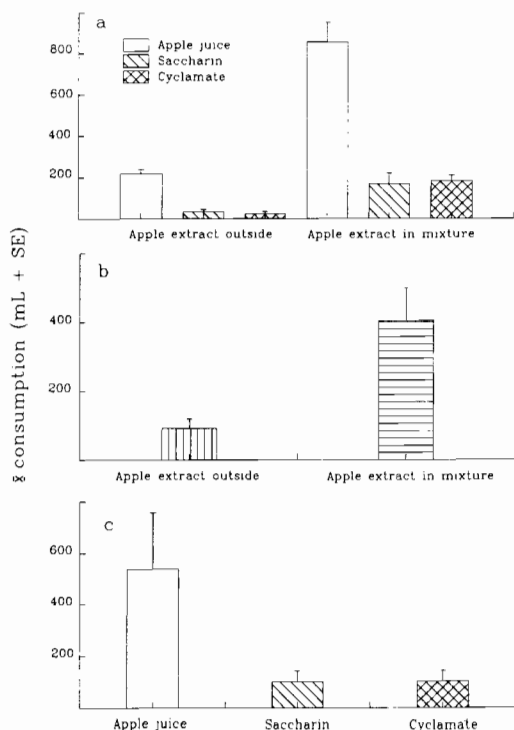 a
Apple juice
Saccharin
Cyclamate
800
600
400
200
Apple extract outside Apple extract in mixture
x̄ consumption (mL + SE)
b
400
200
Apple extract outside Apple extract in mixture
c
600
400
200
Apple juice Saccharin Cyclamate